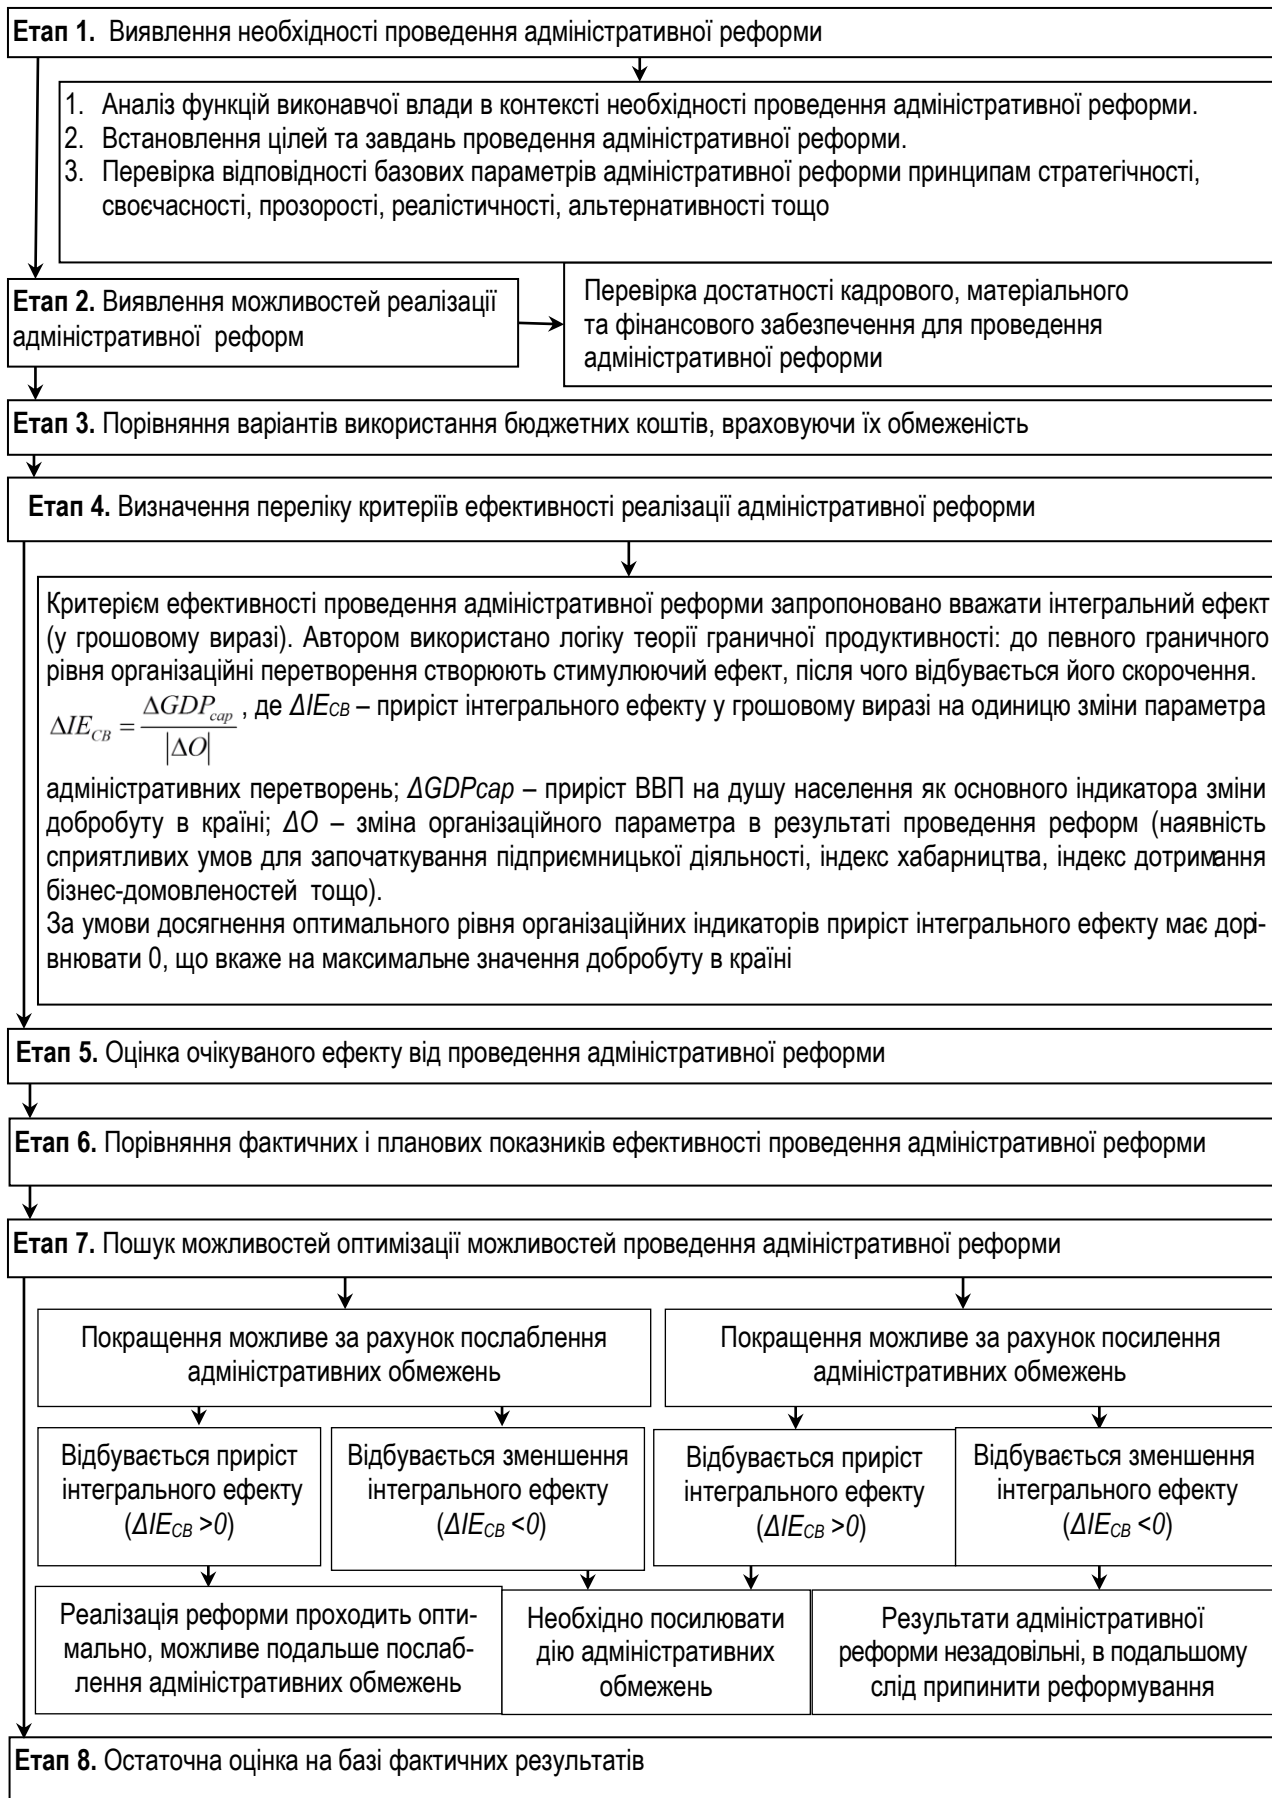 Етап 1. Виявлення необхідності проведення адміністративної реформи
1. Аналіз функцій виконавчої влади в контексті необхідності проведення адміністративної реформи.
2. Встановлення цілей та завдань проведення адміністративної реформи.
3. Перевірка відповідності базових параметрів адміністративної реформи принципам стратегічності,
своєчасності, прозорості, реалістичності, альтернативності тощо
Етап 2. Виявлення можливостей реалізації
адміністративної реформ
Перевірка достатності кадрового, матеріального
та фінансового забезпечення для проведення
адміністративної реформи
Етап 3. Порівняння варіантів використання бюджетних коштів, враховуючи їх обмеженість
Етап 4. Визначення переліку критеріїв ефективності реалізації адміністративної реформи
Критерієм ефективності проведення адміністративної реформи запропоновано вважати інтегральний ефект
(у грошовому виразі). Автором використано логіку теорії граничної продуктивності: до певного граничного
рівня організаційні перетворення створюють стимулюючий ефект, після чого відбувається його скорочення.
ΔIE_CB = ΔGDP_cap / |ΔO| , де ΔIE_CB – приріст інтегрального ефекту у грошовому виразі на одиницю зміни параметра
адміністративних перетворень; ΔGDPcap – приріст ВВП на душу населення як основного індикатора зміни
добробуту в країні; ΔO – зміна організаційного параметра в результаті проведення реформ (наявність
сприятливих умов для започаткування підприємницької діяльності, індекс хабарництва, індекс дотримання
бізнес-домовленостей тощо).
За умови досягнення оптимального рівня організаційних індикаторів приріст інтегрального ефекту має дорі-
внювати 0, що вкаже на максимальне значення добробуту в країні
Етап 5. Оцінка очікуваного ефекту від проведення адміністративної реформи
Етап 6. Порівняння фактичних і планових показників ефективності проведення адміністративної реформи
Етап 7. Пошук можливостей оптимізації можливостей проведення адміністративної реформи
Покращення можливе за рахунок послаблення
адміністративних обмежень
Покращення можливе за рахунок посилення
адміністративних обмежень
Відбувається приріст
інтегрального ефекту
(ΔIE_CB >0)
Відбувається зменшення
інтегрального ефекту
(ΔIE_CB <0)
Відбувається приріст
інтегрального ефекту
(ΔIE_CB >0)
Відбувається зменшення
інтегрального ефекту
(ΔIE_CB <0)
Реалізація реформи проходить опти-
мально, можливе подальше послаб-
лення адміністративних обмежень
Необхідно посилювати
дію адміністративних
обмежень
Результати адміністративної
реформи незадовільні, в подальшому
слід припинити реформування
Етап 8. Остаточна оцінка на базі фактичних результатів